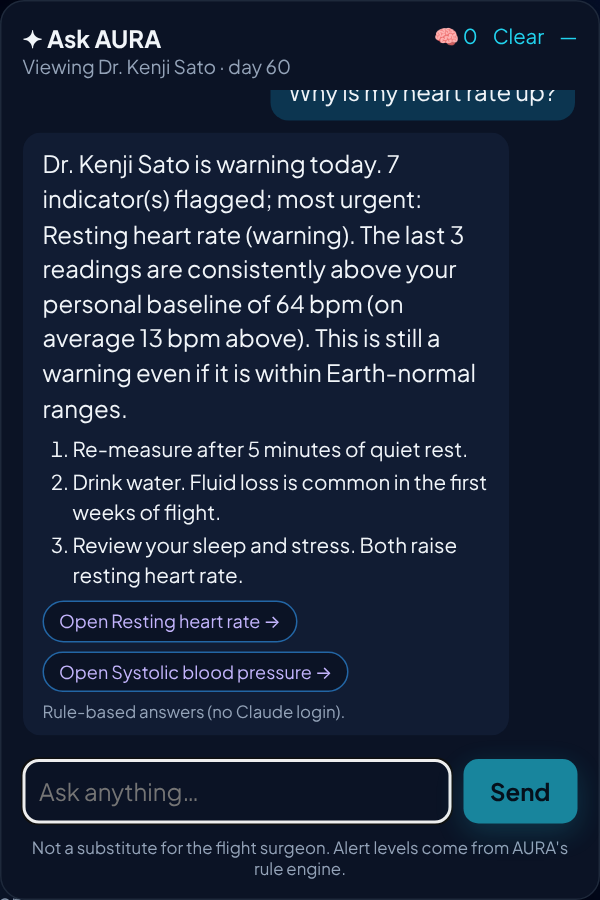 ✦ Ask AURA
🧠 0 Clear —
Viewing Dr. Kenji Sato · day 60
Why is my heart rate up?
Dr. Kenji Sato is warning today. 7
indicator(s) flagged; most urgent:
Resting heart rate (warning). The last 3
readings are consistently above your
personal baseline of 64 bpm (on
average 13 bpm above). This is still a
warning even if it is within Earth-normal
ranges.
1. Re-measure after 5 minutes of quiet rest.
2. Drink water. Fluid loss is common in the first
weeks of flight.
3. Review your sleep and stress. Both raise
resting heart rate.
Open Resting heart rate →
Open Systolic blood pressure →
Rule-based answers (no Claude login).
Ask anything...
Send
Not a substitute for the flight surgeon. Alert levels come from AURA's
rule engine.